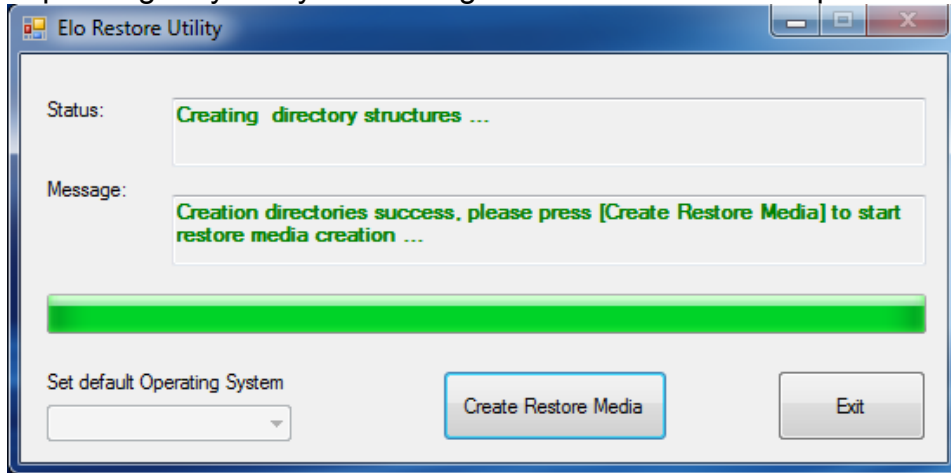 Elo Restore Utility
Status:
Creating directory structures ...
Message:
Creation directories success, please press [Create Restore Media] to start
restore media creation ...
Set default Operating System
Create Restore Media
Exit